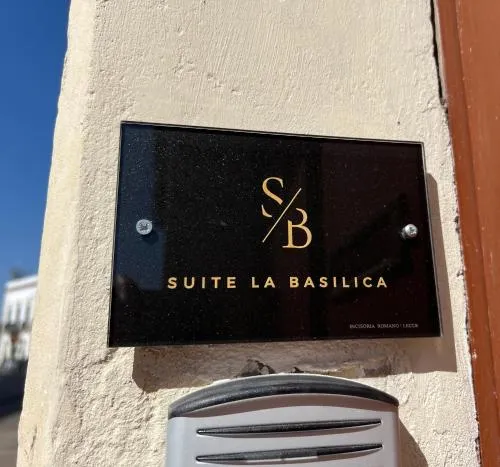 S/B
SUITE LA BASILICA
INCISORIA ROMANO LECCE